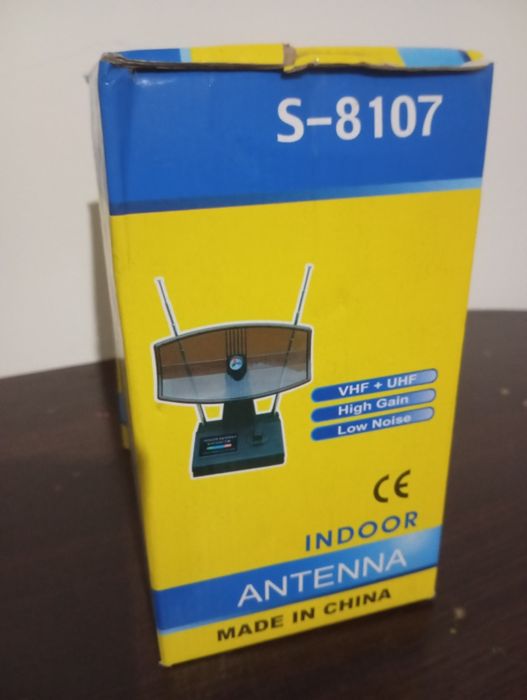 S-8107
VHF + UHF
High Gain
Low Noise
CE
INDOOR
ANTENNA
MADE IN CHINA